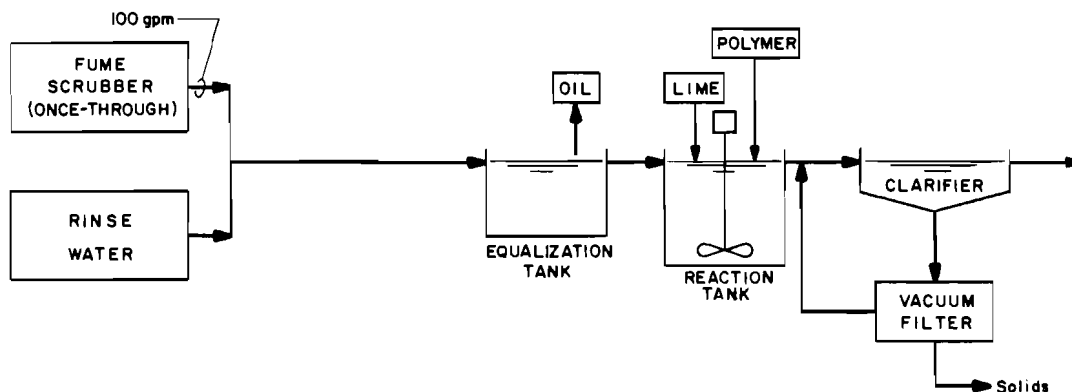 100 gpm
FUME
SCRUBBER
(ONCE-THROUGH)
RINSE
WATER
OIL
EQUALIZATION
TANK
LIME
POLYMER
REACTION
TANK
CLARIFIER
VACUUM
FILTER
Solids